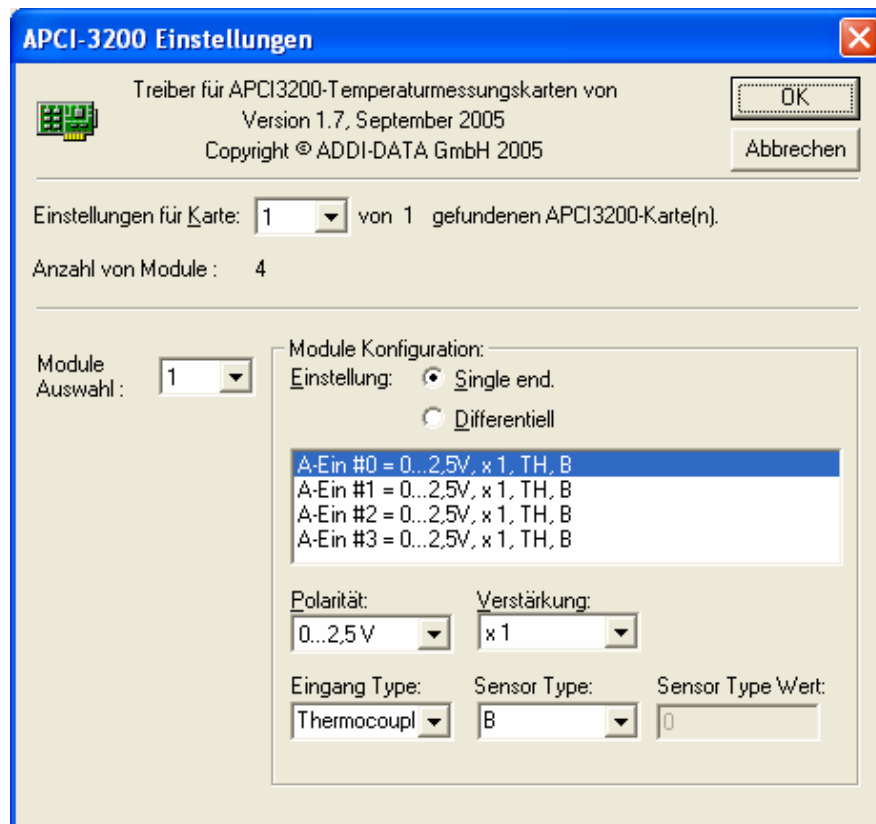 APCI-3200 Einstellungen
Treiber für APCI3200-Temperaturmessungskarten von
Version 1.7, September 2005
Copyright © ADDI-DATA GmbH 2005
OK
Abbrechen
Einstellungen für Karte: 1 von 1 gefundenen APCI3200-Karte(n).
Anzahl von Module : 4
Module
Auswahl : 1
Module Konfiguration:
Einstellung: Single end.
Differentiell
A-Ein #0 = 0...2,5V, x 1, TH, B
A-Ein #1 = 0...2,5V, x 1, TH, B
A-Ein #2 = 0...2,5V, x 1, TH, B
A-Ein #3 = 0...2,5V, x 1, TH, B
Polarität: Verstärkung:
0...2,5 V x 1
Eingang Type: Sensor Type: Sensor Type Wert:
Thermocoupl B 0